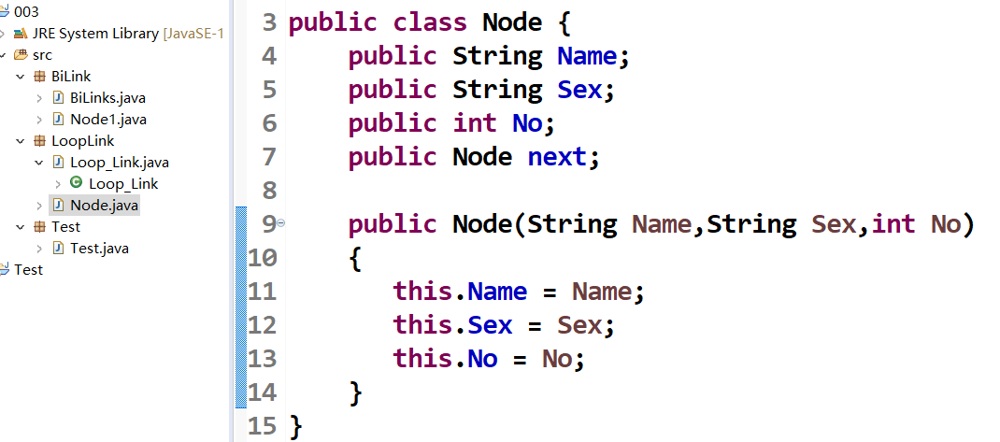 003
JRE System Library [JavaSE-1
src
BiLink
BiLinks.java
Node1.java
LoopLink
Loop_Link.java
Loop_Link
Node.java
Test
Test.java
Test
3 public class Node {
4 public String Name;
5 public String Sex;
6 public int No;
7 public Node next;
8
9 public Node(String Name,String Sex,int No)
10 {
11 this.Name = Name;
12 this.Sex = Sex;
13 this.No = No;
14 }
15 }